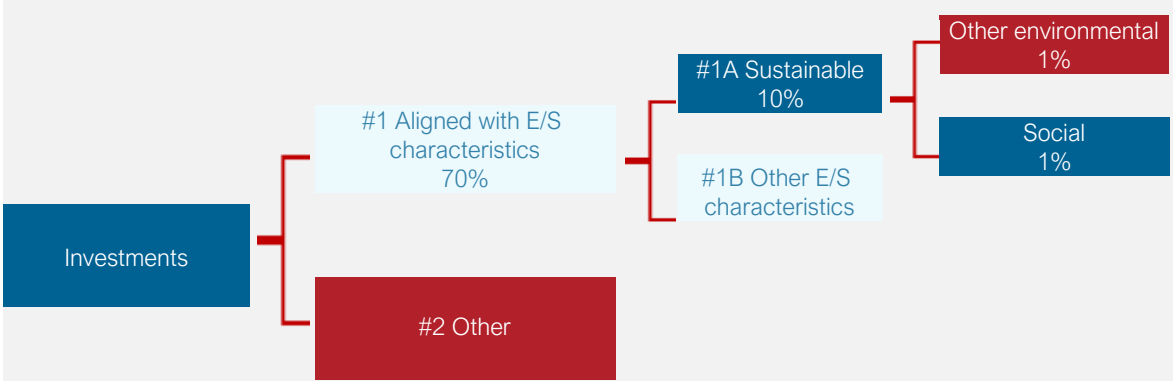 Investments
#1 Aligned with E/S
characteristics
70%
#2 Other
#1A Sustainable
10%
#1B Other E/S
characteristics
Other environmental
1%
Social
1%